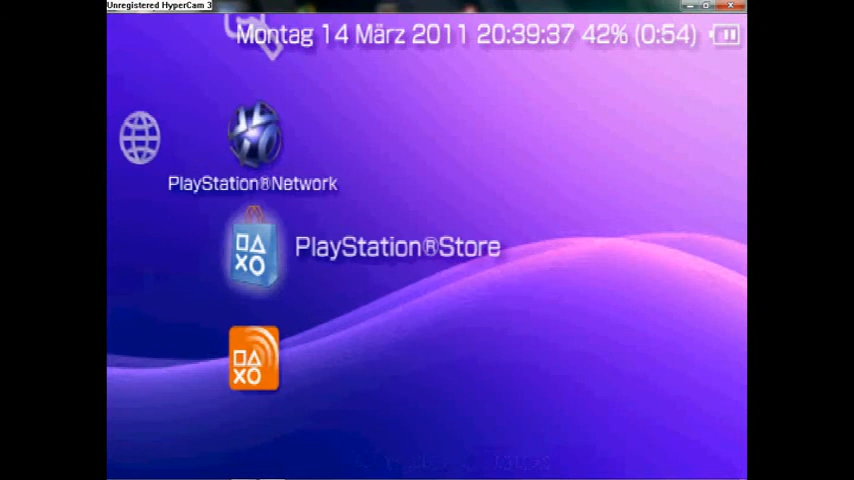 Unregistered HyperCam 3
Montag 14 März 2011 20:39:37 42% (0:54)
PlayStation®Network
PlayStation®Store